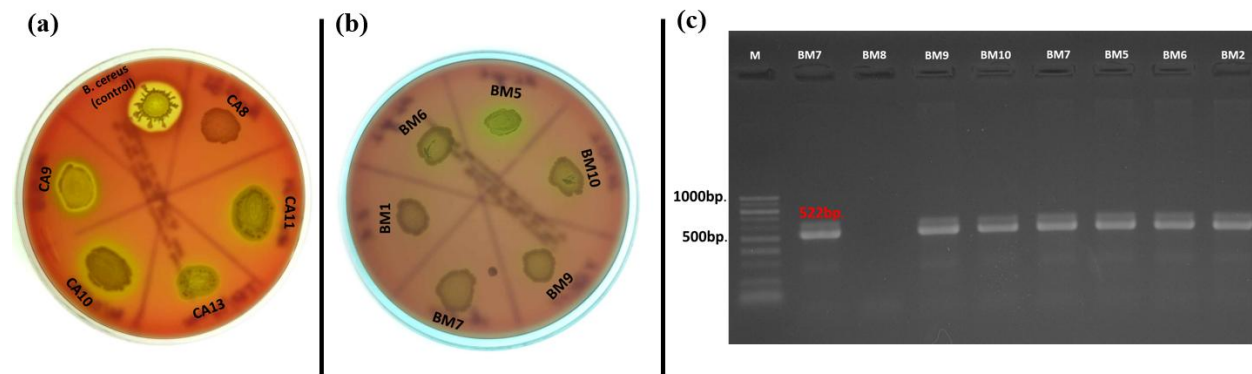 (a)
B. cereus
(control)
CA8
CA9
CA11
CA10
CA13
(b)
BM5
BM6
BM10
BM1
BM9
BM7
(c)
M BM7 BM8 BM9 BM10 BM7 BM5 BM6 BM2
1000bp.
522bp.
500bp.